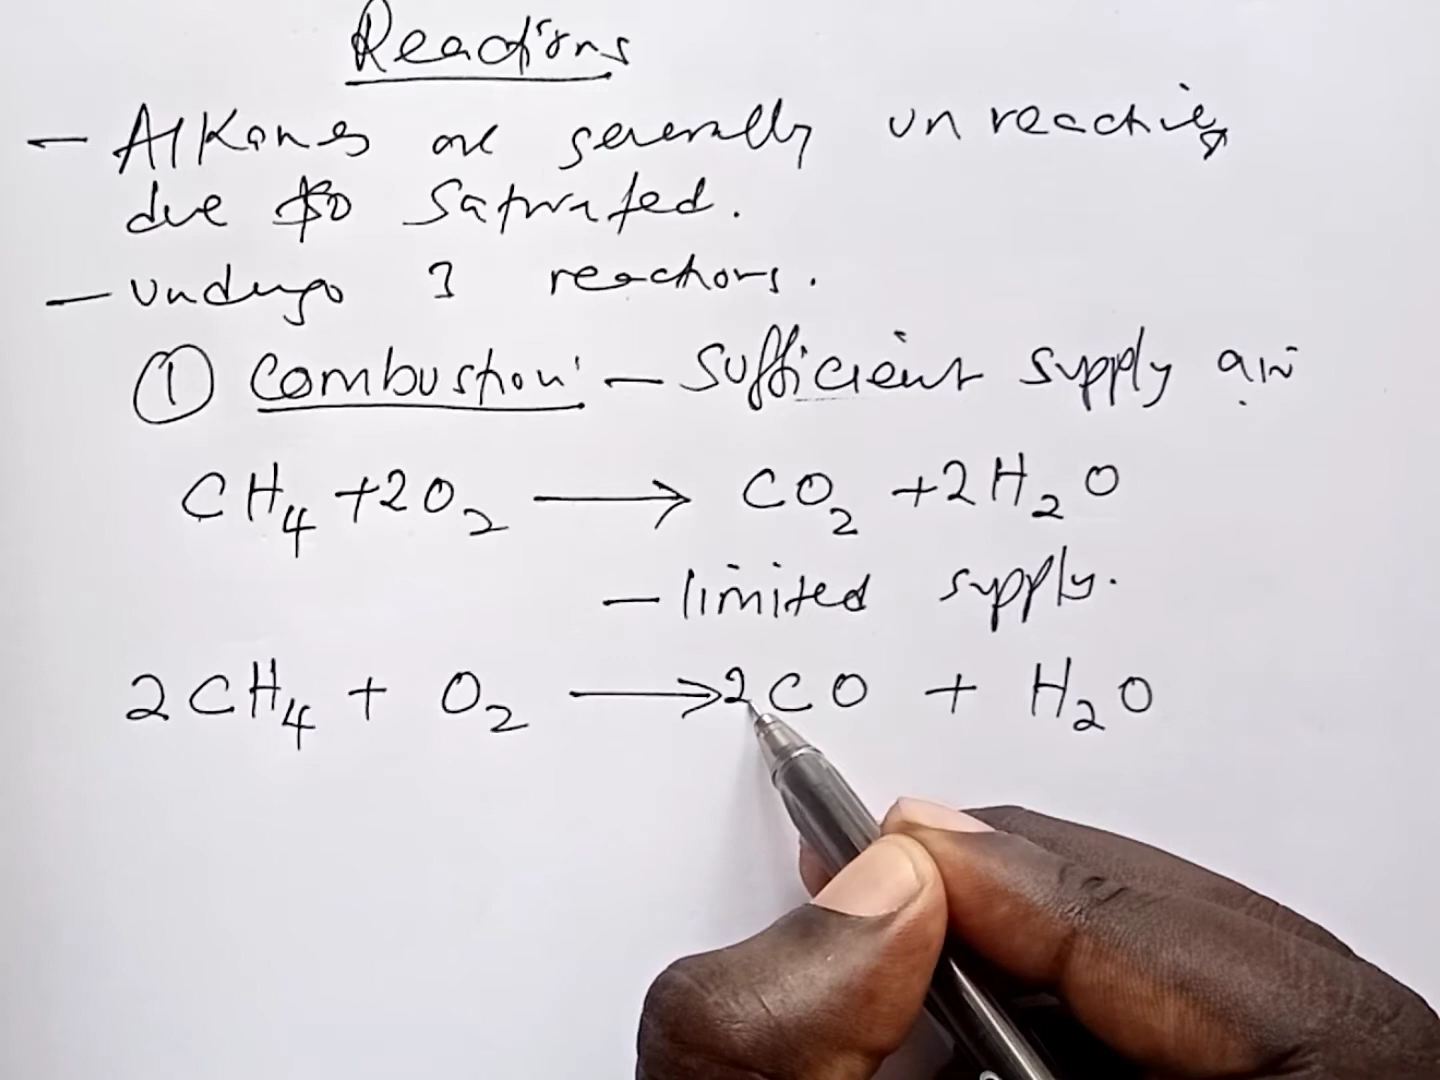 Reactions
- Alkanes are generally unreactive
due to saturated.
- undergo 3 reactions.
① Combustion - sufficient supply air
CH₄ + 2O₂ ⟶ CO₂ + 2H₂O
- limited supply.
2CH₄ + O₂ ⟶ 2CO + H₂O